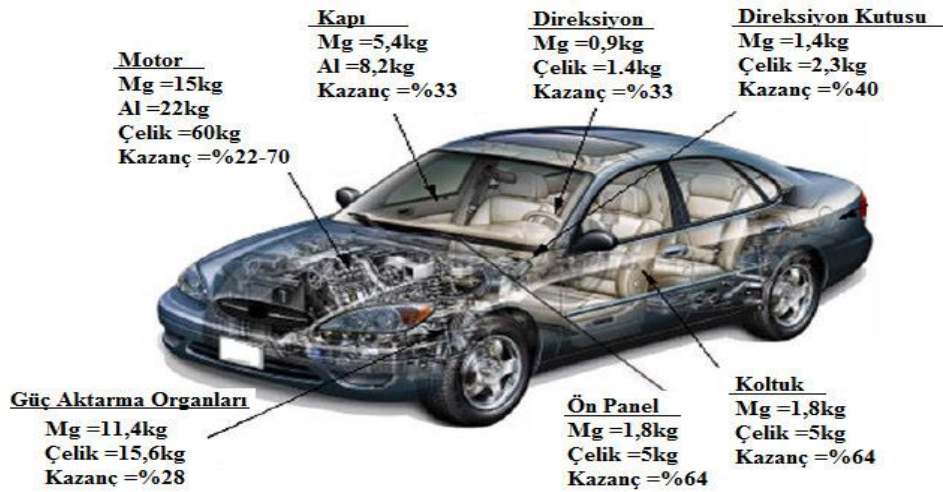 Kapı
Mg =5,4kg
Al =8,2kg
Kazanç =%33
Direksiyon
Mg =0,9kg
Çelik =1.4kg
Kazanç =%33
Direksiyon Kutusu
Mg =1,4kg
Çelik =2,3kg
Kazanç =%40
Motor
Mg =15kg
Al =22kg
Çelik =60kg
Kazanç =%22-70
Güç Aktarma Organları
Mg =11,4kg
Çelik =15,6kg
Kazanç =%28
Ön Panel
Mg =1,8kg
Çelik =5kg
Kazanç =%64
Koltuk
Mg =1,8kg
Çelik =5kg
Kazanç =%64